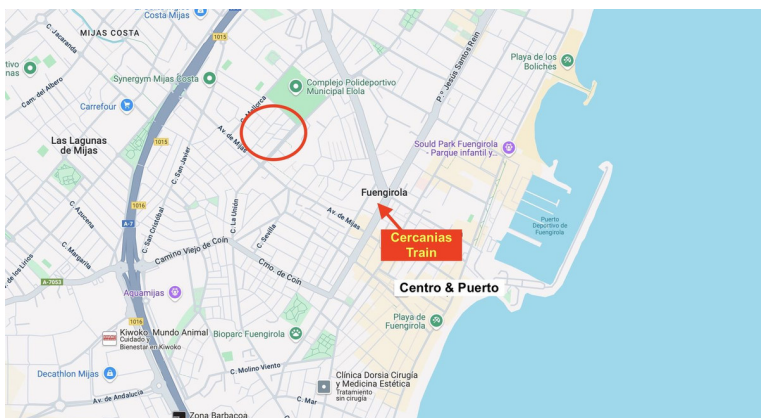 Costa Mijas
MIJAS COSTA
1015
C. Jacaranda
tivo
nas
Cam. del Albero
Synergym Mijas Costa
Complejo Polideportivo
Municipal Elola
P.º Jesús Santos Rein
Playa de los
Boliches
Carrefour
C. Mallorca
Av. de Mijas
Las Lagunas
de Mijas
1015
C. San Javier
Sould Park Fuengirola
- Parque infantil y...
Fuengirola
1016
A-7
C. Azucena
C. San Cristóbal
C. La Unión
C. Sevilla
Av. de Mijas
Puerto
Deportivo de
Fuengirola
Cercanias
Train
C. Margarita
C. de los Lirios
A-7053
Camino Viejo de Coín
Cmo. de Coín
Centro & Puerto
Aquamijas
1016
Playa de
Fuengirola
Kiwoko Mundo Animal
Cuidado y
Bienestar en Kiwoko
Bioparc Fuengirola
Decathlon Mijas
C. Molino Viento
Clínica Dorsia Cirugía
y Medicina Estética
Tratamiento
sin cirugía
Av. de Andalucía
C. Mar
Zona Barbacoa